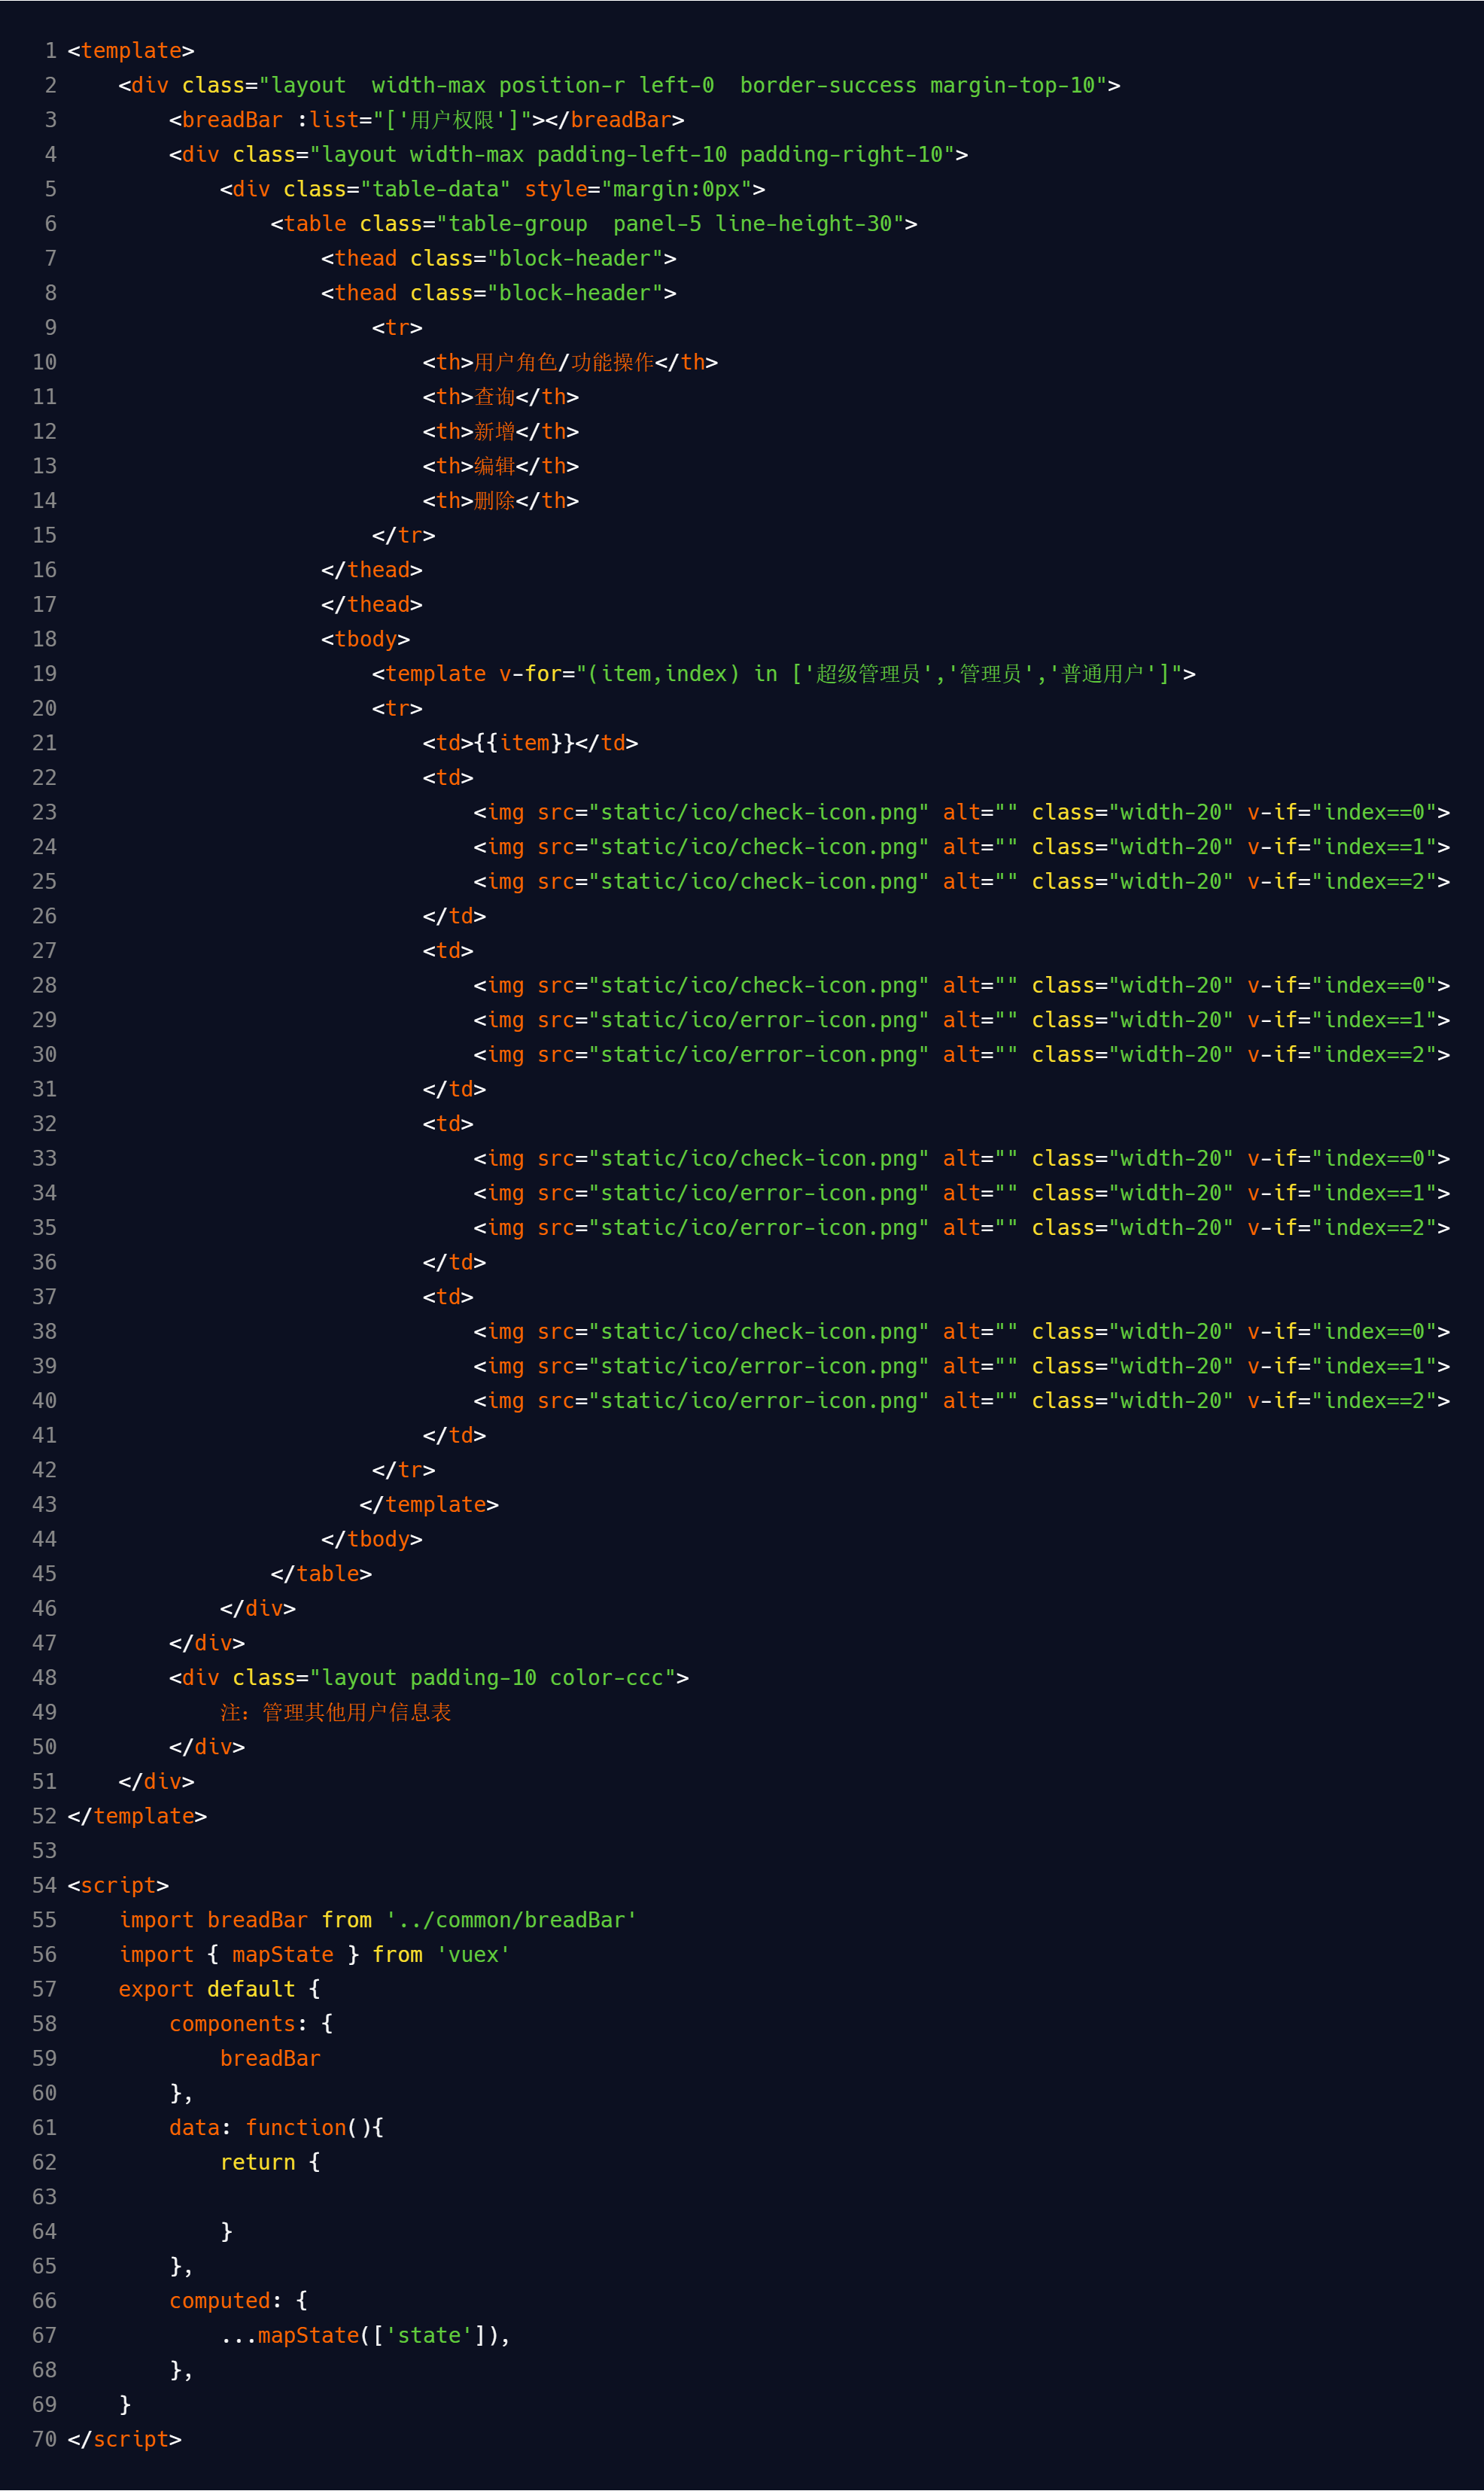 1 <template>
2     <div class="layout  width-max position-r left-0  border-success margin-top-10">
3         <breadBar :list="['用户权限']"></breadBar>
4         <div class="layout width-max padding-left-10 padding-right-10">
5             <div class="table-data" style="margin:0px">
6                 <table class="table-group  panel-5 line-height-30">
7                     <thead class="block-header">
8                     <thead class="block-header">
9                         <tr>
10                             <th>用户角色/功能操作</th>
11                             <th>查询</th>
12                             <th>新增</th>
13                             <th>编辑</th>
14                             <th>删除</th>
15                         </tr>
16                     </thead>
17                     </thead>
18                     <tbody>
19                         <template v-for="(item,index) in ['超级管理员','管理员','普通用户']">
20                         <tr>
21                             <td>{{item}}</td>
22                             <td>
23                                 <img src="static/ico/check-icon.png" alt="" class="width-20" v-if="index==0">
24                                 <img src="static/ico/check-icon.png" alt="" class="width-20" v-if="index==1">
25                                 <img src="static/ico/check-icon.png" alt="" class="width-20" v-if="index==2">
26                             </td>
27                             <td>
28                                 <img src="static/ico/check-icon.png" alt="" class="width-20" v-if="index==0">
29                                 <img src="static/ico/error-icon.png" alt="" class="width-20" v-if="index==1">
30                                 <img src="static/ico/error-icon.png" alt="" class="width-20" v-if="index==2">
31                             </td>
32                             <td>
33                                 <img src="static/ico/check-icon.png" alt="" class="width-20" v-if="index==0">
34                                 <img src="static/ico/error-icon.png" alt="" class="width-20" v-if="index==1">
35                                 <img src="static/ico/error-icon.png" alt="" class="width-20" v-if="index==2">
36                             </td>
37                             <td>
38                                 <img src="static/ico/check-icon.png" alt="" class="width-20" v-if="index==0">
39                                 <img src="static/ico/error-icon.png" alt="" class="width-20" v-if="index==1">
40                                 <img src="static/ico/error-icon.png" alt="" class="width-20" v-if="index==2">
41                             </td>
42                         </tr>
43                        </template>
44                     </tbody>
45                 </table>
46             </div>
47         </div>
48         <div class="layout padding-10 color-ccc">
49             注：管理其他用户信息表
50         </div>
51     </div>
52 </template>
53
54 <script>
55     import breadBar from '../common/breadBar'
56     import { mapState } from 'vuex'
57     export default {
58         components: {
59             breadBar
60         },
61         data: function(){
62             return {
63
64             }
65         },
66         computed: {
67             ...mapState(['state']),
68         },
69     }
70 </script>